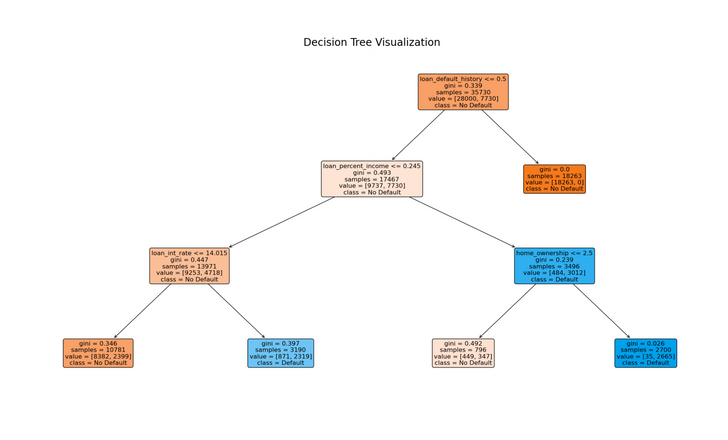 Decision Tree Visualization
loan_default_history <= 0.5
gini = 0.339
samples = 35730
value = [28000, 7730]
class = No Default
loan_percent_income <= 0.245
gini = 0.493
samples = 17467
value = [9737, 7730]
class = No Default
gini = 0.0
samples = 18263
value = [18263, 0]
class = No Default
loan_int_rate <= 14.015
gini = 0.447
samples = 13971
value = [9253, 4718]
class = No Default
home_ownership <= 2.5
gini = 0.239
samples = 3496
value = [484, 3012]
class = Default
gini = 0.346
samples = 10781
value = [8382, 2399]
class = No Default
gini = 0.397
samples = 3190
value = [871, 2319]
class = Default
gini = 0.492
samples = 796
value = [449, 347]
class = No Default
gini = 0.026
samples = 2700
value = [35, 2665]
class = Default